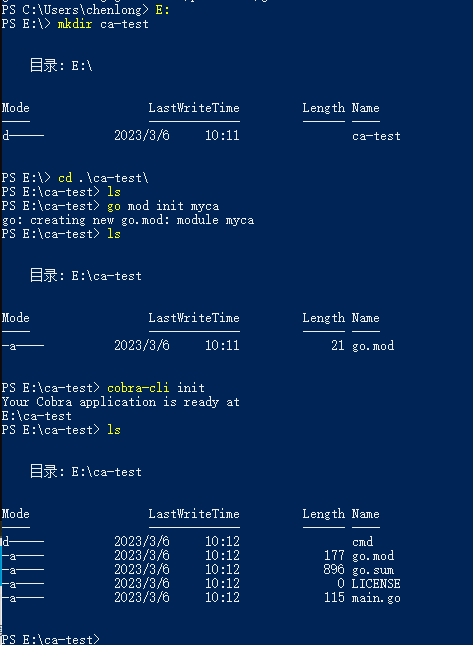 PS C:\Users\chenlong> E:
PS E:\> mkdir ca-test
目录: E:\
Mode LastWriteTime Length Name
---- ------------- ------ ----
d----- 2023/3/6 10:11 ca-test
PS E:\> cd .\ca-test\
PS E:\ca-test> ls
PS E:\ca-test> go mod init myca
go: creating new go.mod: module myca
PS E:\ca-test> ls
目录: E:\ca-test
Mode LastWriteTime Length Name
---- ------------- ------ ----
-a---- 2023/3/6 10:11 21 go.mod
PS E:\ca-test> cobra-cli init
Your Cobra application is ready at
E:\ca-test
PS E:\ca-test> ls
目录: E:\ca-test
Mode LastWriteTime Length Name
---- ------------- ------ ----
d----- 2023/3/6 10:12 cmd
-a---- 2023/3/6 10:12 177 go.mod
-a---- 2023/3/6 10:12 896 go.sum
-a---- 2023/3/6 10:12 0 LICENSE
-a---- 2023/3/6 10:12 115 main.go
PS E:\ca-test>